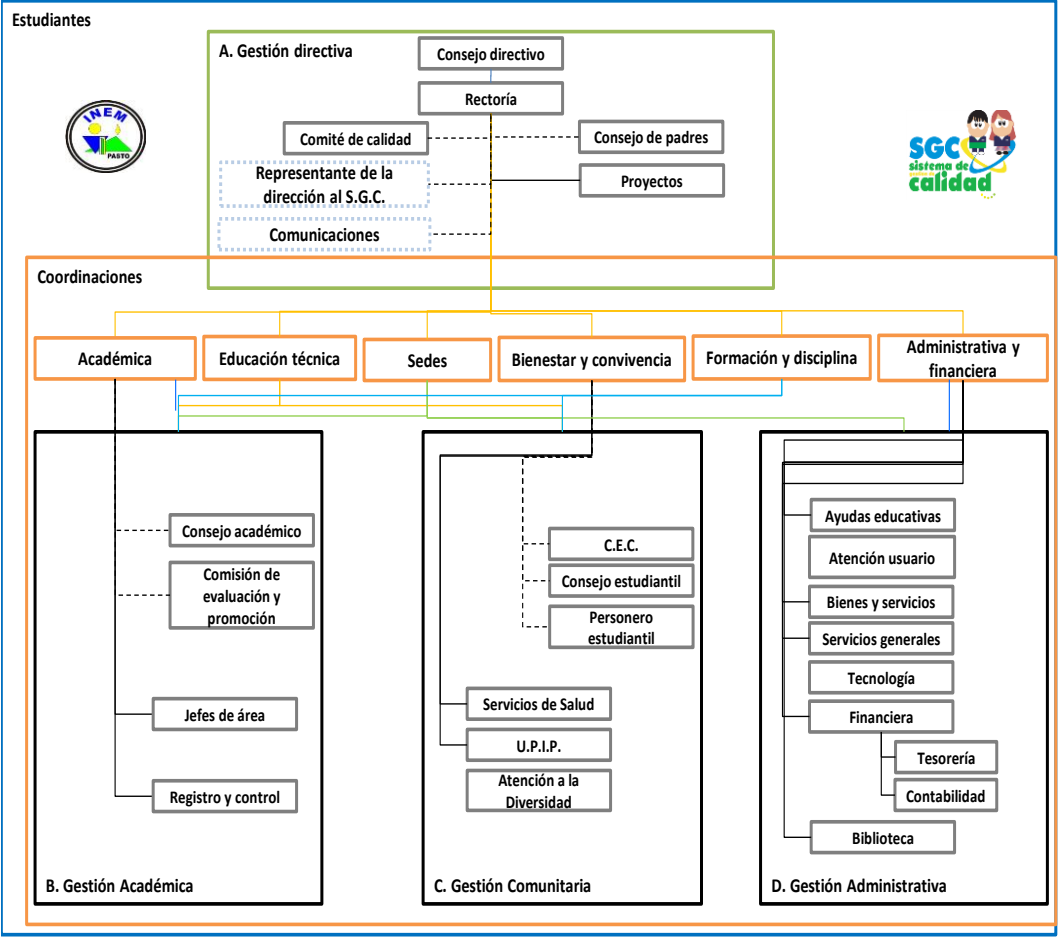 Estudiantes
A. Gestión directiva
Consejo directivo
Rectoría
INEM
PASTO
Comité de calidad
Consejo de padres
Representante de la
dirección al S.G.C.
Proyectos
Comunicaciones
SGC
sistema de
calidad
Coordinaciones
Académica
Educación técnica
Sedes
Bienestar y convivencia
Formación y disciplina
Administrativa y
financiera
Consejo académico
Comisión de
evaluación y
promoción
Jefes de área
Registro y control
B. Gestión Académica
C.E.C.
Consejo estudiantil
Personero
estudiantil
Servicios de Salud
U.P.I.P.
Atención a la
Diversidad
C. Gestión Comunitaria
Ayudas educativas
Atención usuario
Bienes y servicios
Servicios generales
Tecnología
Financiera
Tesorería
Contabilidad
Biblioteca
D. Gestión Administrativa